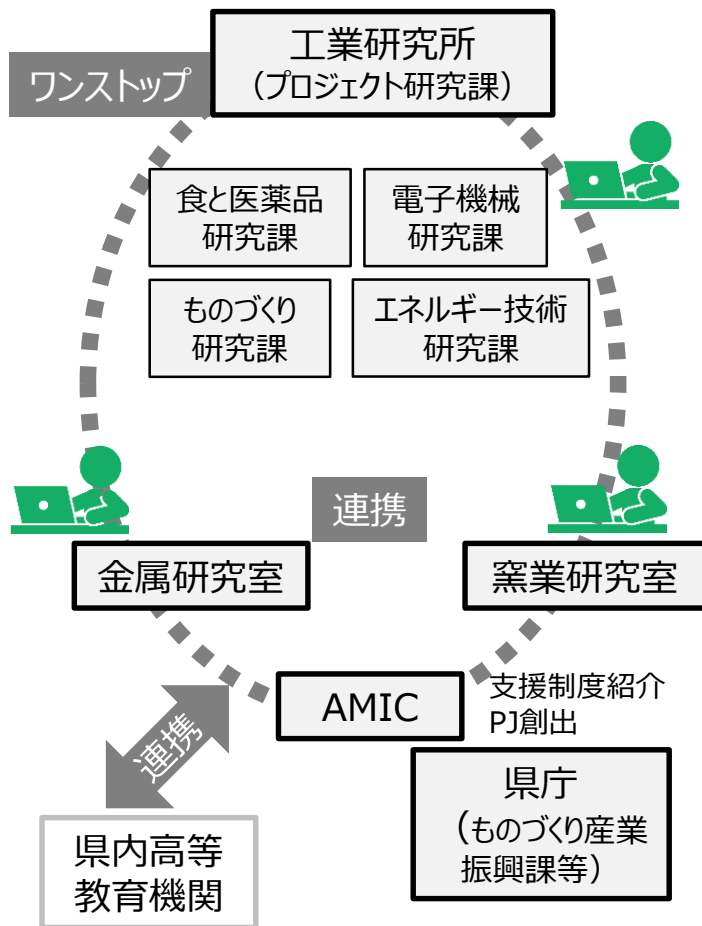 工業研究所
（プロジェクト研究課）
ワンストップ
食と医薬品
研究課
電子機械
研究課
ものづくり
研究課
エネルギー技術
研究課
連携
金属研究室
窯業研究室
AMIC
支援制度紹介
PJ創出
連携
県庁
（ものづくり産業
振興課等）
県内高等
教育機関